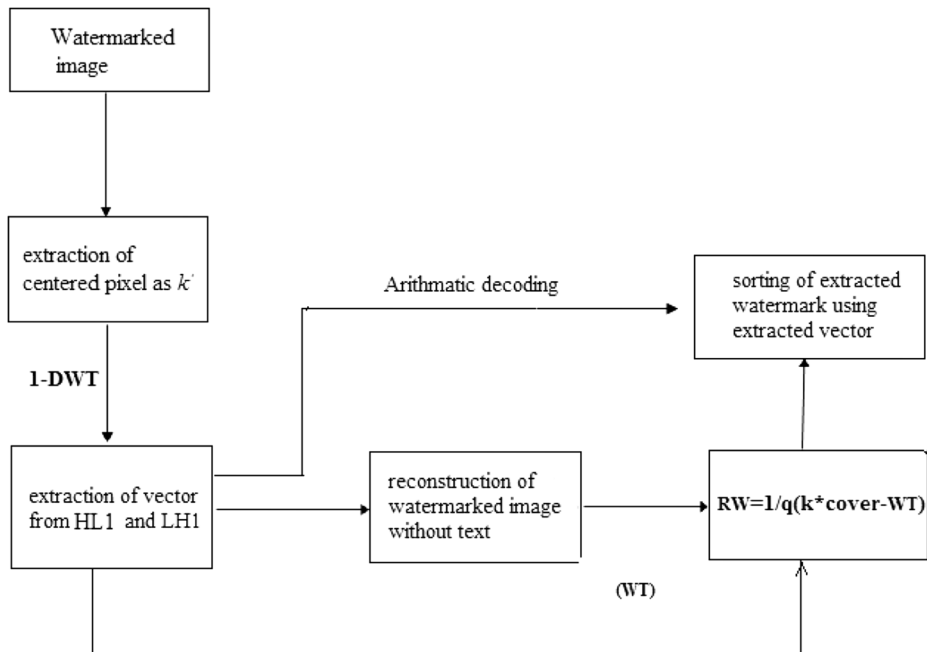 Watermarked
image
extraction of
centered pixel as k'
Arithmatic decoding
sorting of extracted
watermark using
extracted vector
1-DWT
extraction of vector
from HL1 and LH1
reconstruction of
watermarked image
without text
RW=1/q(k*cover-WT)
(WT)